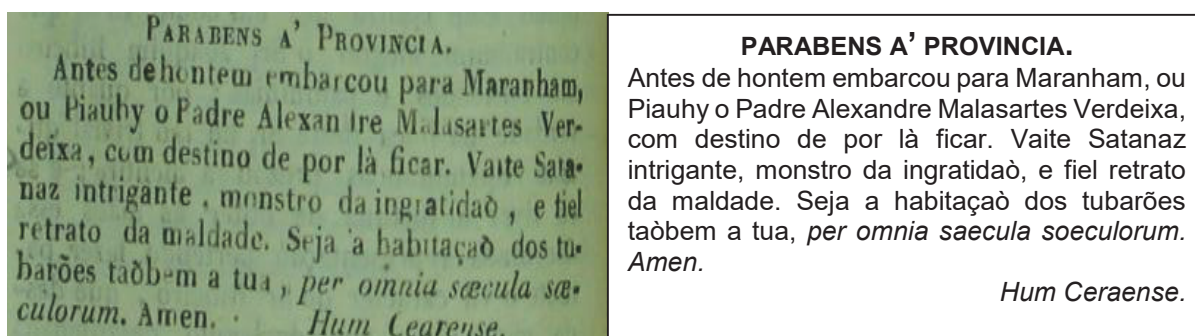 PARABENS A' PROVINCIA.
Antes dehontem embarcou para Maranham,
ou Piauhy o Padre Alexan tre Malasartes Ver-
deixa, com destino de por là ficar. Vaite Sata-
naz intrigante, monstro da ingratidaò, e fiel
retrato da maldade. Seja a habitaçaò dos tu-
barões taòbem a tua, per omnia sæcula sæ-
culorum. Amen. Hum Cearense.
PARABENS A' PROVINCIA.
Antes de hontem embarcou para Maranham, ou
Piauhy o Padre Alexandre Malasartes Verdeixa,
com destino de por là ficar. Vaite Satanaz
intrigante, monstro da ingratidaò, e fiel retrato
da maldade. Seja a habitaçaò dos tubarões
taòbem a tua, per omnia saecula soeculorum.
Amen.
Hum Ceraense.